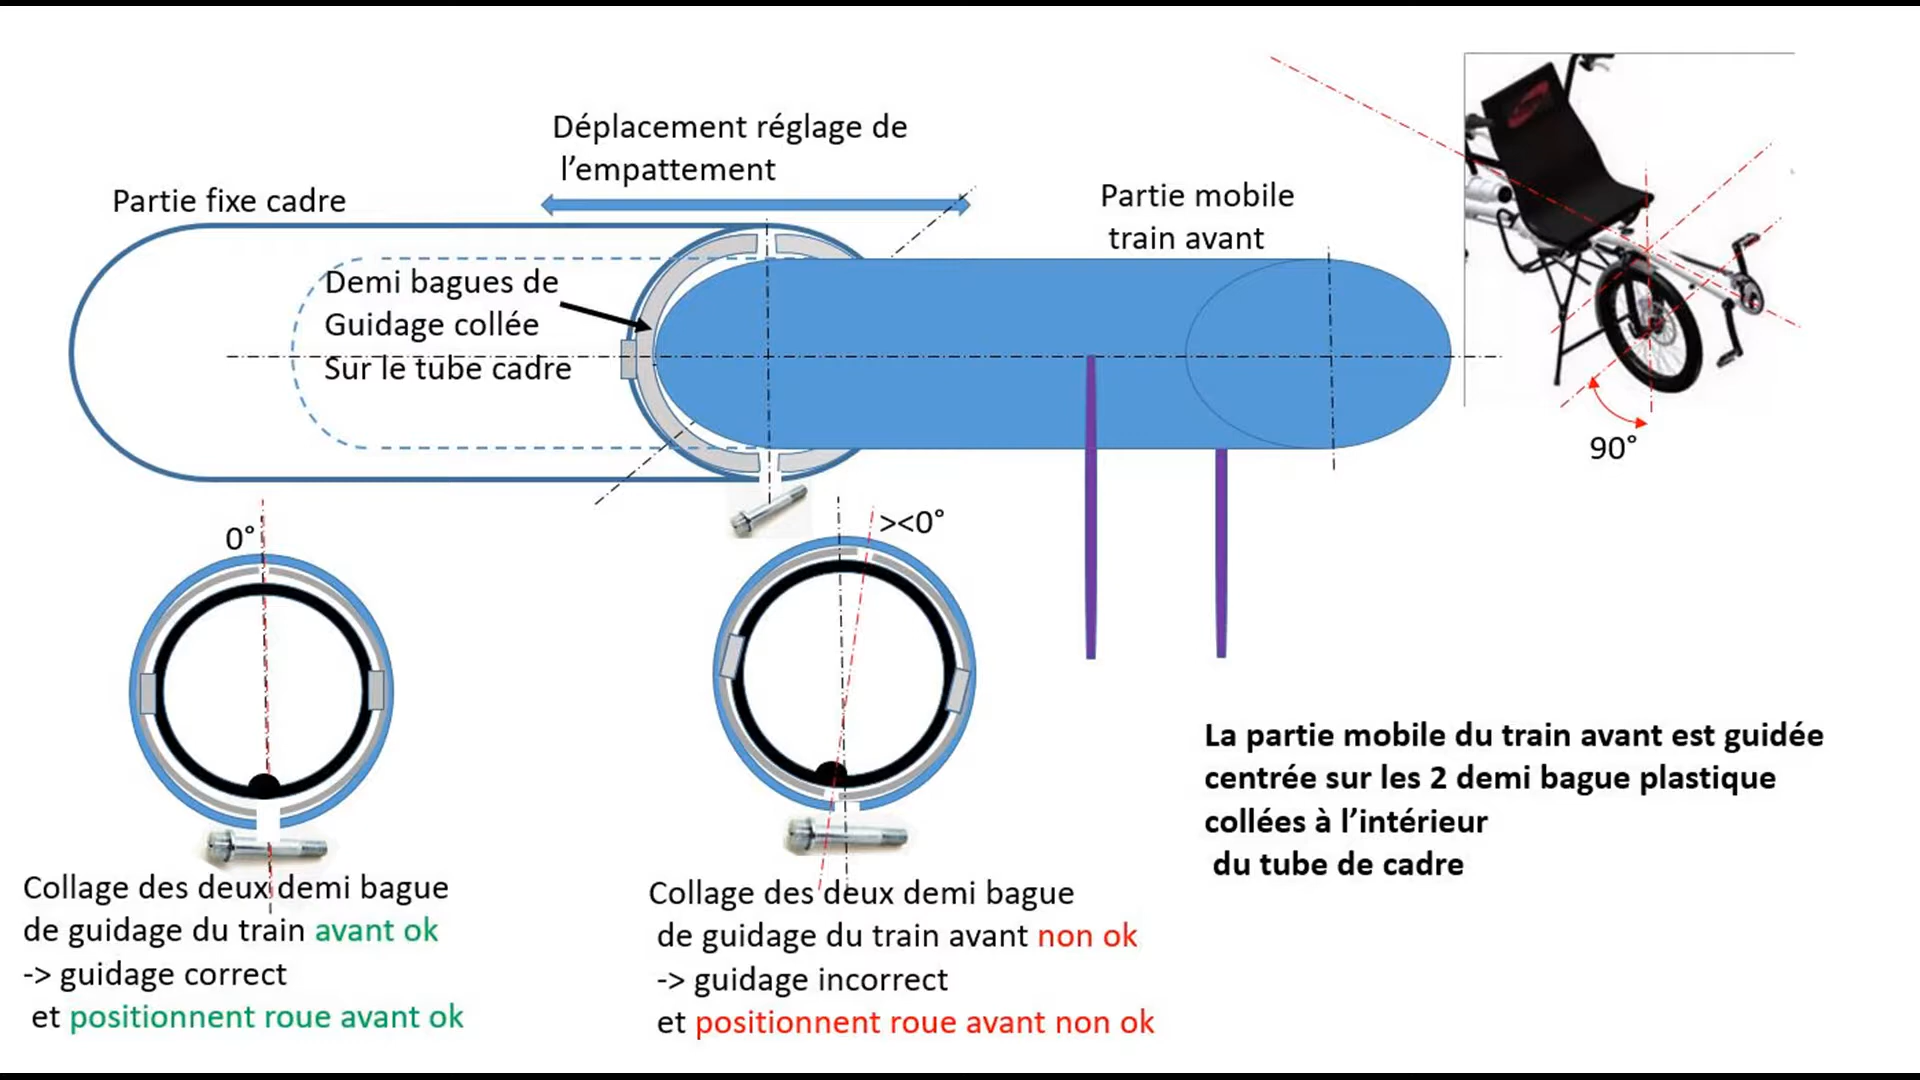 Déplacement réglage de
l’empattement
Partie fixe cadre
Partie mobile
train avant
Demi bagues de
Guidage collée
Sur le tube cadre
90°
0°
><0°
La partie mobile du train avant est guidée
centrée sur les 2 demi bague plastique
collées à l’intérieur
du tube de cadre
Collage des deux demi bague
de guidage du train avant ok
-> guidage correct
et positionnent roue avant ok
Collage des deux demi bague
de guidage du train avant non ok
-> guidage incorrect
et positionnent roue avant non ok